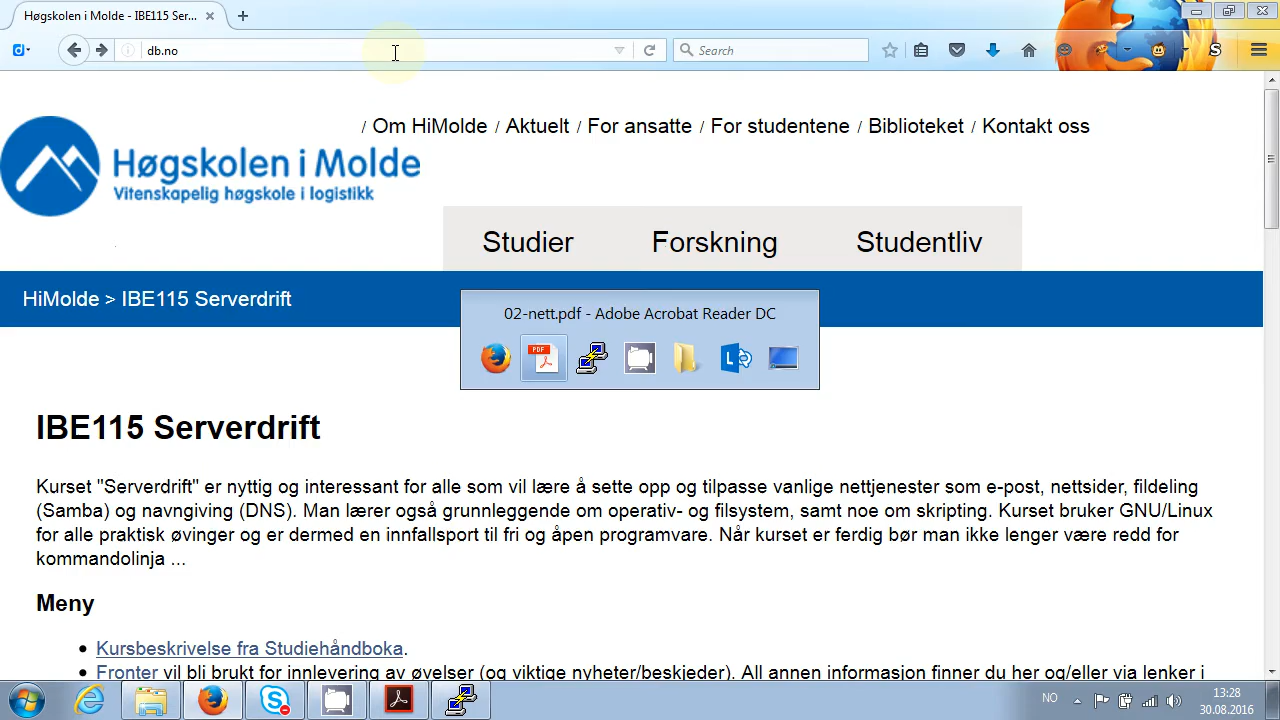 Høgskolen i Molde - IBE115 Ser...
db.no
Search
/ Om HiMolde / Aktuelt / For ansatte / For studentene / Biblioteket / Kontakt oss
Høgskolen i Molde
Vitenskapelig høgskole i logistikk
Studier Forskning Studentliv
HiMolde > IBE115 Serverdrift
02-nett.pdf - Adobe Acrobat Reader DC
PDF
IBE115 Serverdrift
Kurset "Serverdrift" er nyttig og interessant for alle som vil lære å sette opp og tilpasse vanlige nettjenester som e-post, nettsider, fildeling
(Samba) og navngiving (DNS). Man lærer også grunnleggende om operativ- og filsystem, samt noe om skripting. Kurset bruker GNU/Linux
for alle praktisk øvinger og er dermed en innfallsport til fri og åpen programvare. Når kurset er ferdig bør man ikke lenger være redd for
kommandolinja ...
Meny
Kursbeskrivelse fra Studiehåndboka.
Fronter vil bli brukt for innlevering av øvelser (og viktige nyheter/beskjeder). All annen informasjon finner du her og/eller via lenker i
NO
13:28
30.08.2016